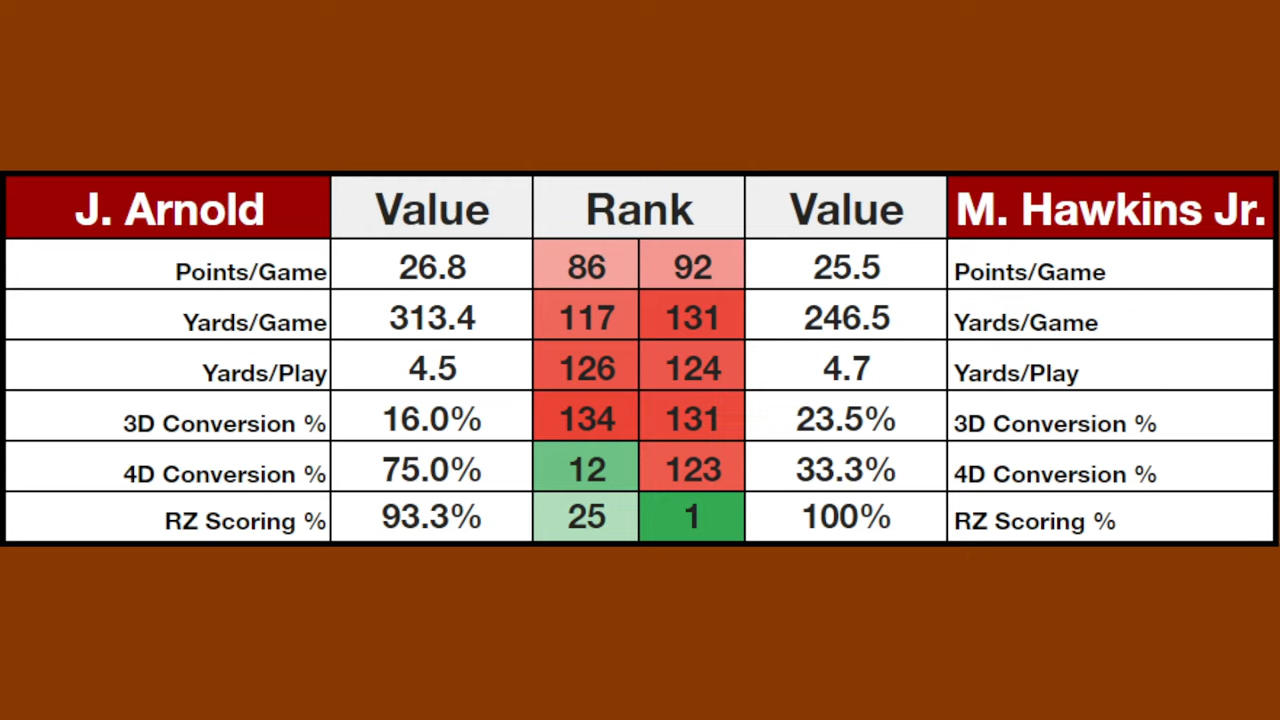 J. Arnold Value Rank Value M. Hawkins Jr.
Points/Game 26.8 86 92 25.5 Points/Game
Yards/Game 313.4 117 131 246.5 Yards/Game
Yards/Play 4.5 126 124 4.7 Yards/Play
3D Conversion % 16.0% 134 131 23.5% 3D Conversion %
4D Conversion % 75.0% 12 123 33.3% 4D Conversion %
RZ Scoring % 93.3% 25 1 100% RZ Scoring %